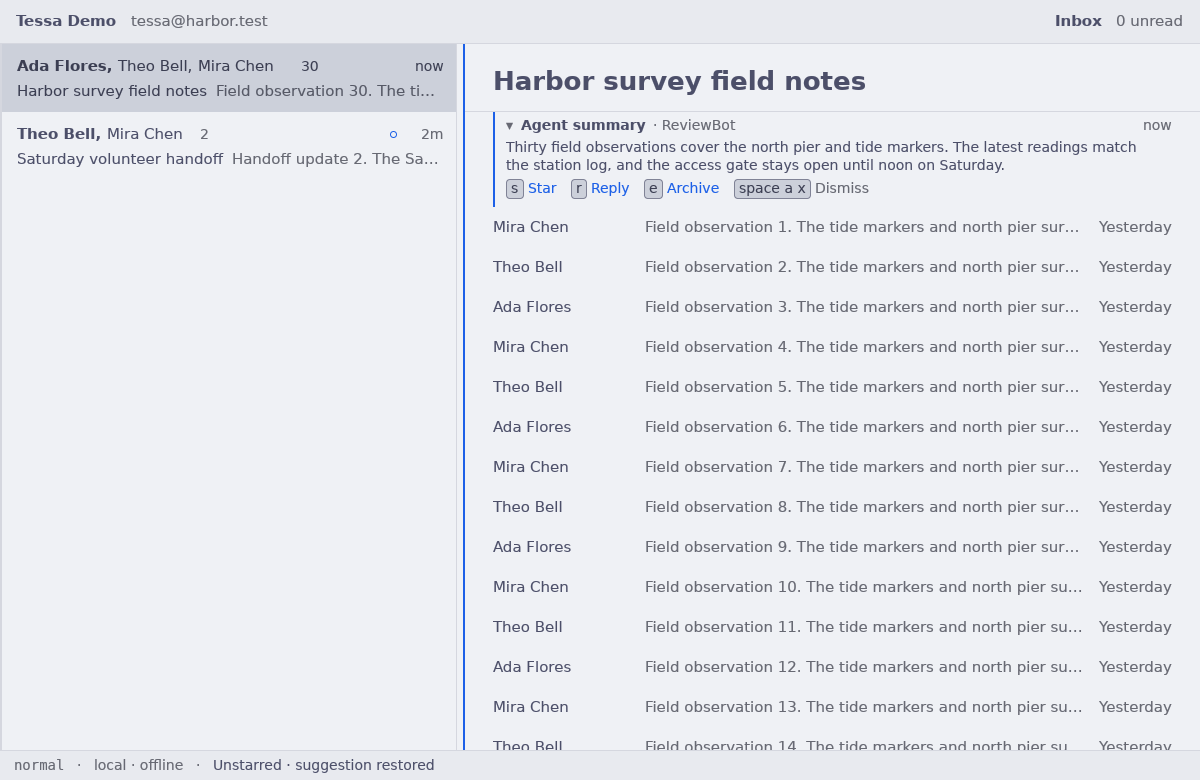 Tessa Demo tessa@harbor.test Inbox 0 unread
Ada Flores, Theo Bell, Mira Chen 30 now
Harbor survey field notes Field observation 30. The ti…
Theo Bell, Mira Chen 2 2m
Saturday volunteer handoff Handoff update 2. The Sa…
Harbor survey field notes
▾ Agent summary · ReviewBot now
Thirty field observations cover the north pier and tide markers. The latest readings match
the station log, and the access gate stays open until noon on Saturday.
s Star r Reply e Archive space a x Dismiss
Mira Chen Field observation 1. The tide markers and north pier sur… Yesterday
Theo Bell Field observation 2. The tide markers and north pier sur… Yesterday
Ada Flores Field observation 3. The tide markers and north pier sur… Yesterday
Mira Chen Field observation 4. The tide markers and north pier sur… Yesterday
Theo Bell Field observation 5. The tide markers and north pier sur… Yesterday
Ada Flores Field observation 6. The tide markers and north pier sur… Yesterday
Mira Chen Field observation 7. The tide markers and north pier sur… Yesterday
Theo Bell Field observation 8. The tide markers and north pier sur… Yesterday
Ada Flores Field observation 9. The tide markers and north pier sur… Yesterday
Mira Chen Field observation 10. The tide markers and north pier su… Yesterday
Theo Bell Field observation 11. The tide markers and north pier su… Yesterday
Ada Flores Field observation 12. The tide markers and north pier su… Yesterday
Mira Chen Field observation 13. The tide markers and north pier su… Yesterday
Theo Bell Field observation 14. The tide markers and north pier su… Yesterday
normal · local · offline · Unstarred · suggestion restored